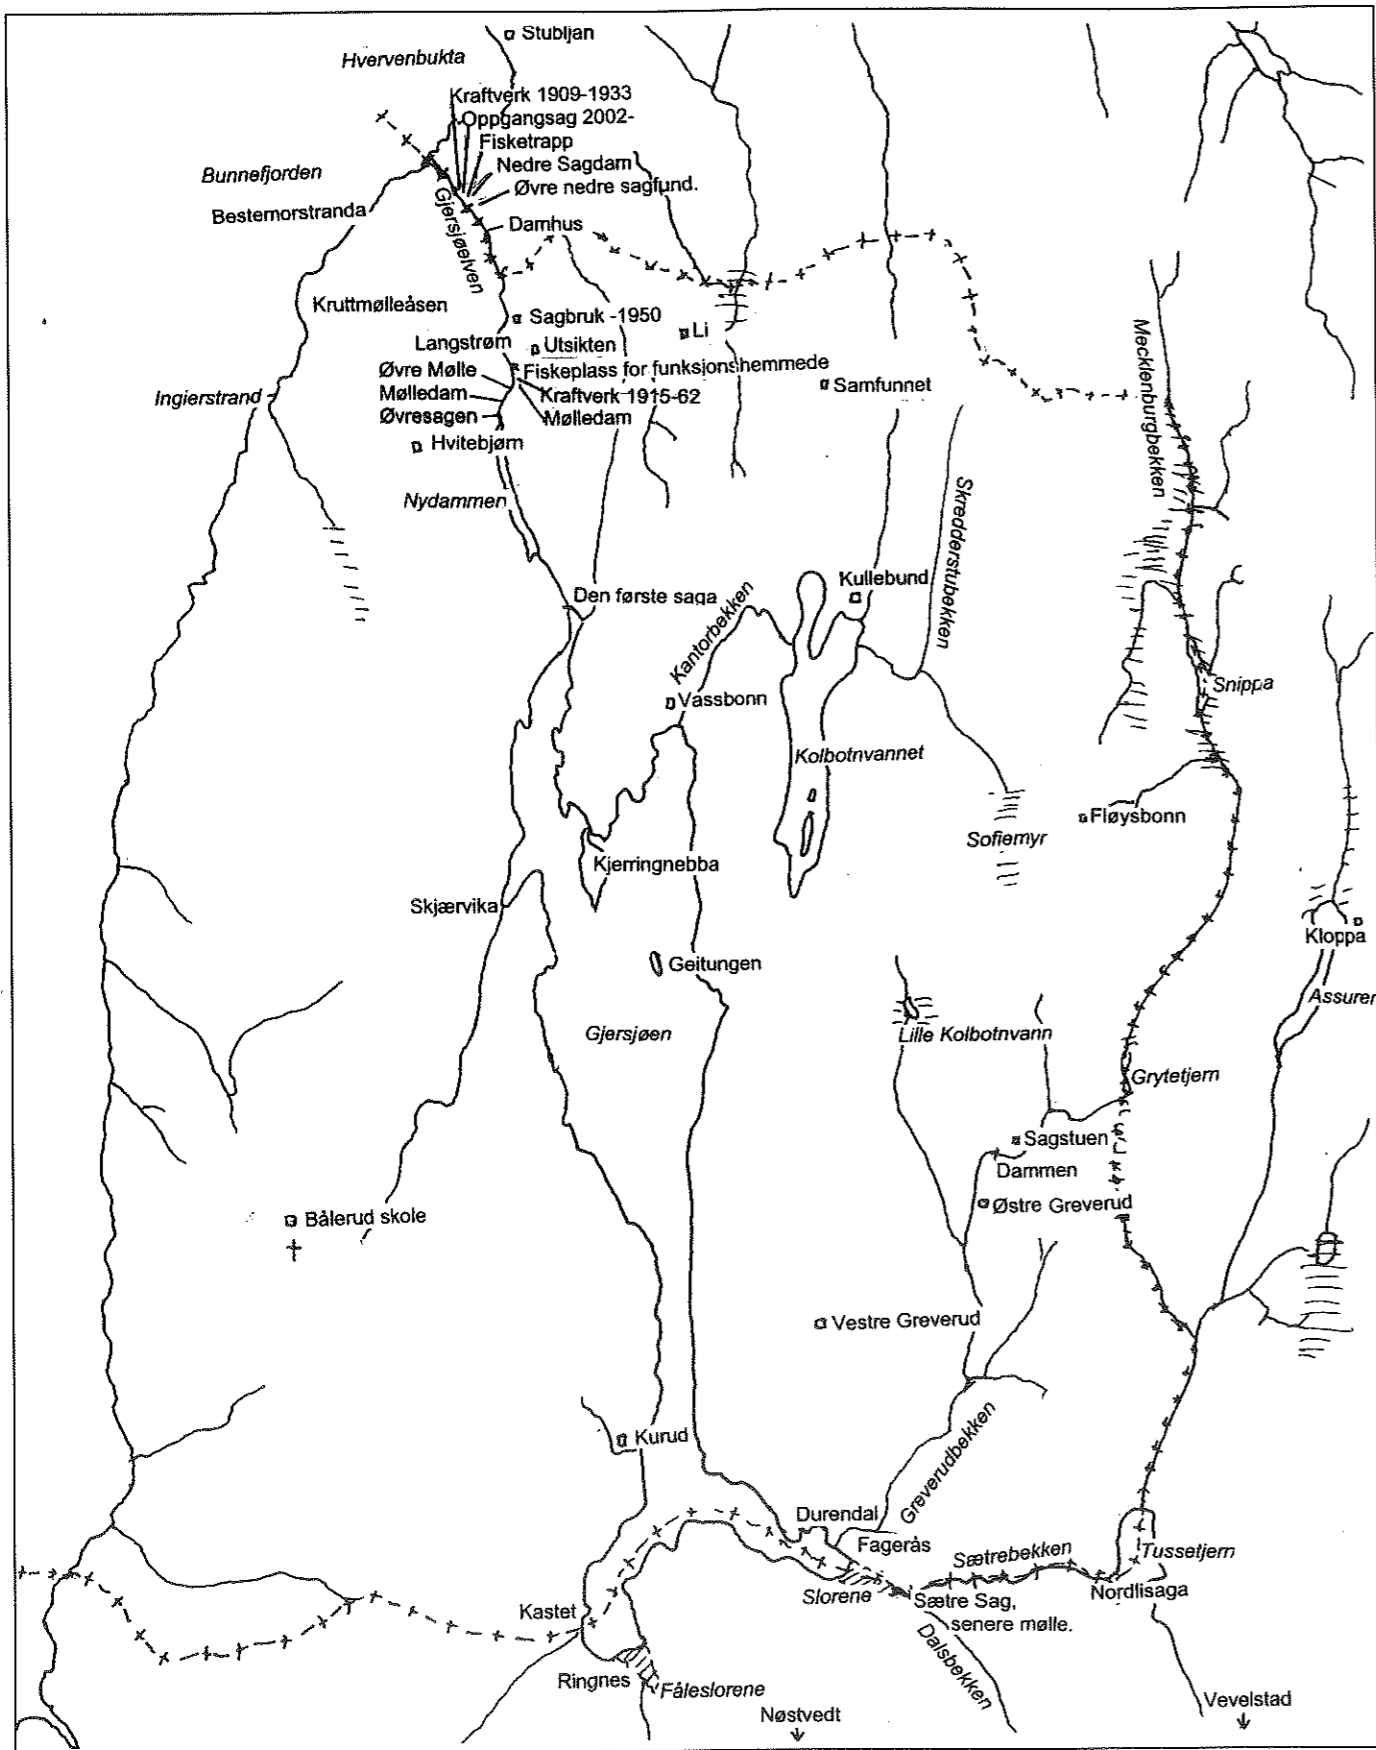 Stubljan
Hvervenbukta
Kraftverk 1909-1933
Oppgangsag 2002-
Fisketrapp
Nedre Sagdam
Øvre nedre sagfund.
Bunnefjorden
Bestemorstranda
Gjersjøelven
Damhus
Kruttmølleåsen
Sagbruk -1950
Langstrøm
Utsikten
Li
Øvre Mølle
Fiskeplass for funksjonshemmede
Mølledam
Kraftverk 1915-62
Samfunnet
Ingierstrand
Øvresagen
Mølledam
Hvitebjørn
Mecklenburgbekken
Nydammen
Skredderstubekken
Den første saga
Kullebund
Kantorbekken
Vassbonn
Snippa
Kolbotnvannet
Fløysbonn
Sofiemyr
Kjerringnebba
Skjærvika
Kloppa
Geitungen
Assuren
Gjersjøen
Lille Kolbotnvann
Grytetjern
Sagstuen
Dammen
Østre Greverud
Bålerud skole
Vestre Greverud
Kurud
Greverudbekken
Durendal
Fagerås
Sætrebekken
Tussetjern
Slorene
Nordlisaga
Kastet
Sætre Sag,
senere mølle.
Dalsbekken
Ringnes
Fåleslorene
Nøstvedt
Vevelstad